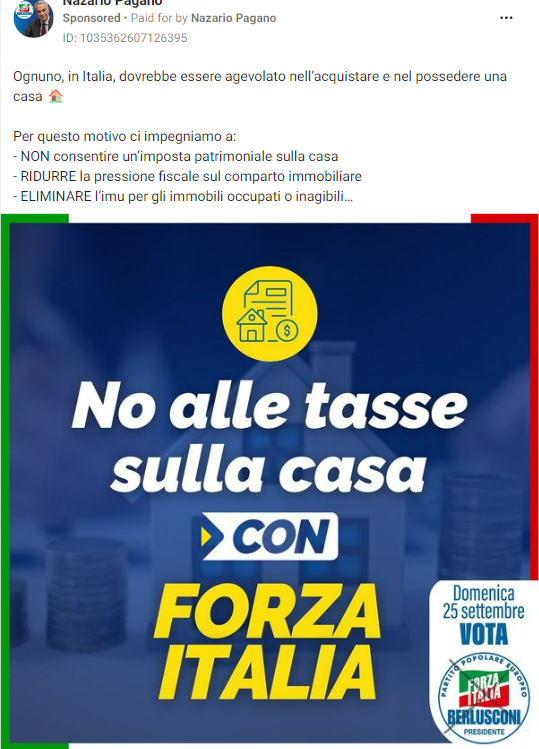 Nazario Pagano
Sponsored • Paid for by Nazario Pagano
ID: 1035362607126395
Ognuno, in Italia, dovrebbe essere agevolato nell'acquistare e nel possedere una
casa 🏠
Per questo motivo ci impegniamo a:
- NON consentire un'imposta patrimoniale sulla casa
- RIDURRE la pressione fiscale sul comparto immobiliare
- ELIMINARE l'imu per gli immobili occupati o inagibili...
$
No alle tasse
sulla casa
CON
FORZA
ITALIA
Domenica
25 settembre
VOTA
PARTITO POPOLARE EUROPEO
FORZA
ITALIA
BERLUSCONI
PRESIDENTE